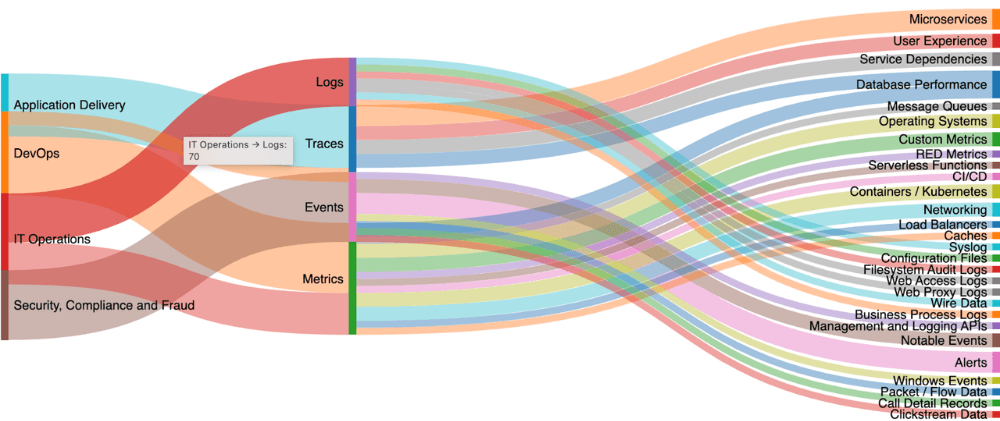 Application Delivery
DevOps
IT Operations
Security, Compliance and Fraud
IT Operations → Logs:
70
Logs
Traces
Events
Metrics
Microservices
User Experience
Service Dependencies
Database Performance
Message Queues
Operating Systems
Custom Metrics
RED Metrics
Serverless Functions
CI/CD
Containers / Kubernetes
Networking
Load Balancers
Caches
Syslog
Configuration Files
Filesystem Audit Logs
Web Access Logs
Web Proxy Logs
Wire Data
Business Process Logs
Management and Logging APIs
Notable Events
Alerts
Windows Events
Packet / Flow Data
Call Detail Records
Clickstream Data